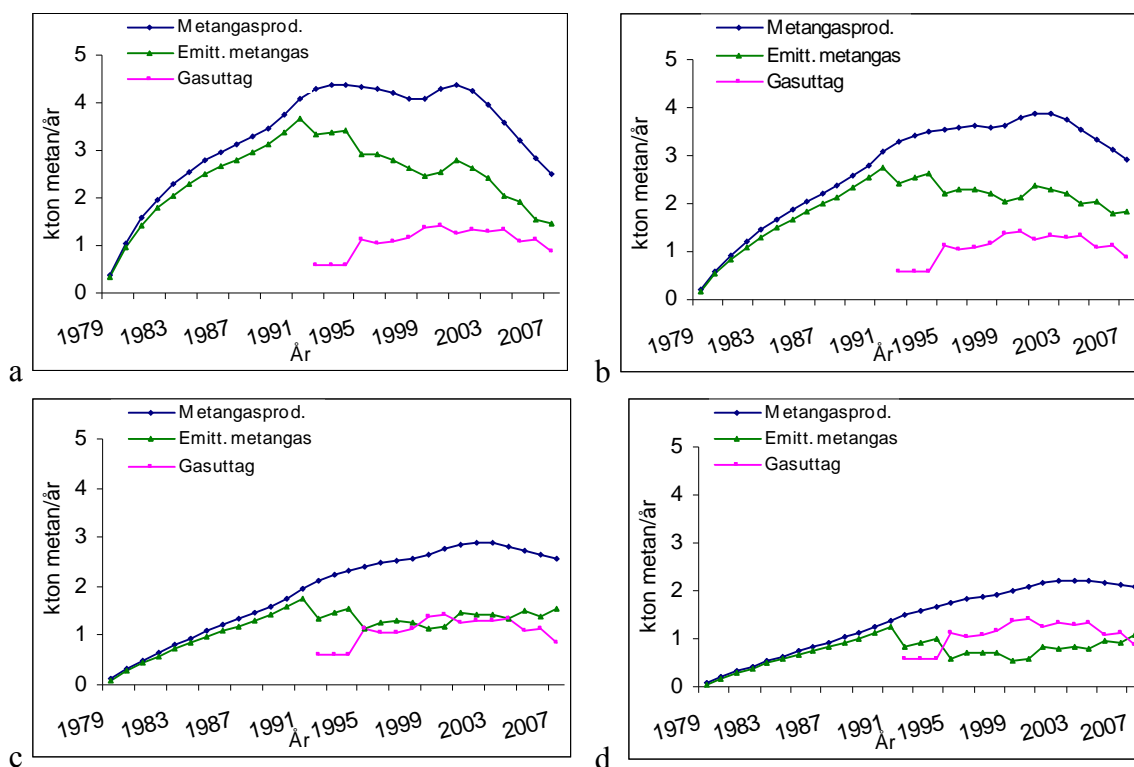 Metangasprod.
Emitt. metangas
Gasuttag
kton metan/år
5
4
3
2
1
0
1979
1983
1987
1991
1995
1999
2003
2007
År
a
Metangasprod.
Emitt. metangas
Gasuttag
kton metan/år
5
4
3
2
1
0
1979
1983
1987
1991
1995
1999
2003
2007
År
b
Metangasprod.
Emitt. metangas
Gasuttag
kton metan/år
5
4
3
2
1
0
1979
1983
1987
1991
1995
1999
2003
2007
År
c
Metangasprod.
Emitt. metangas
Gasuttag
kton metan/år
5
4
3
2
1
0
1979
1983
1987
1991
1995
1999
2003
2007
År
d